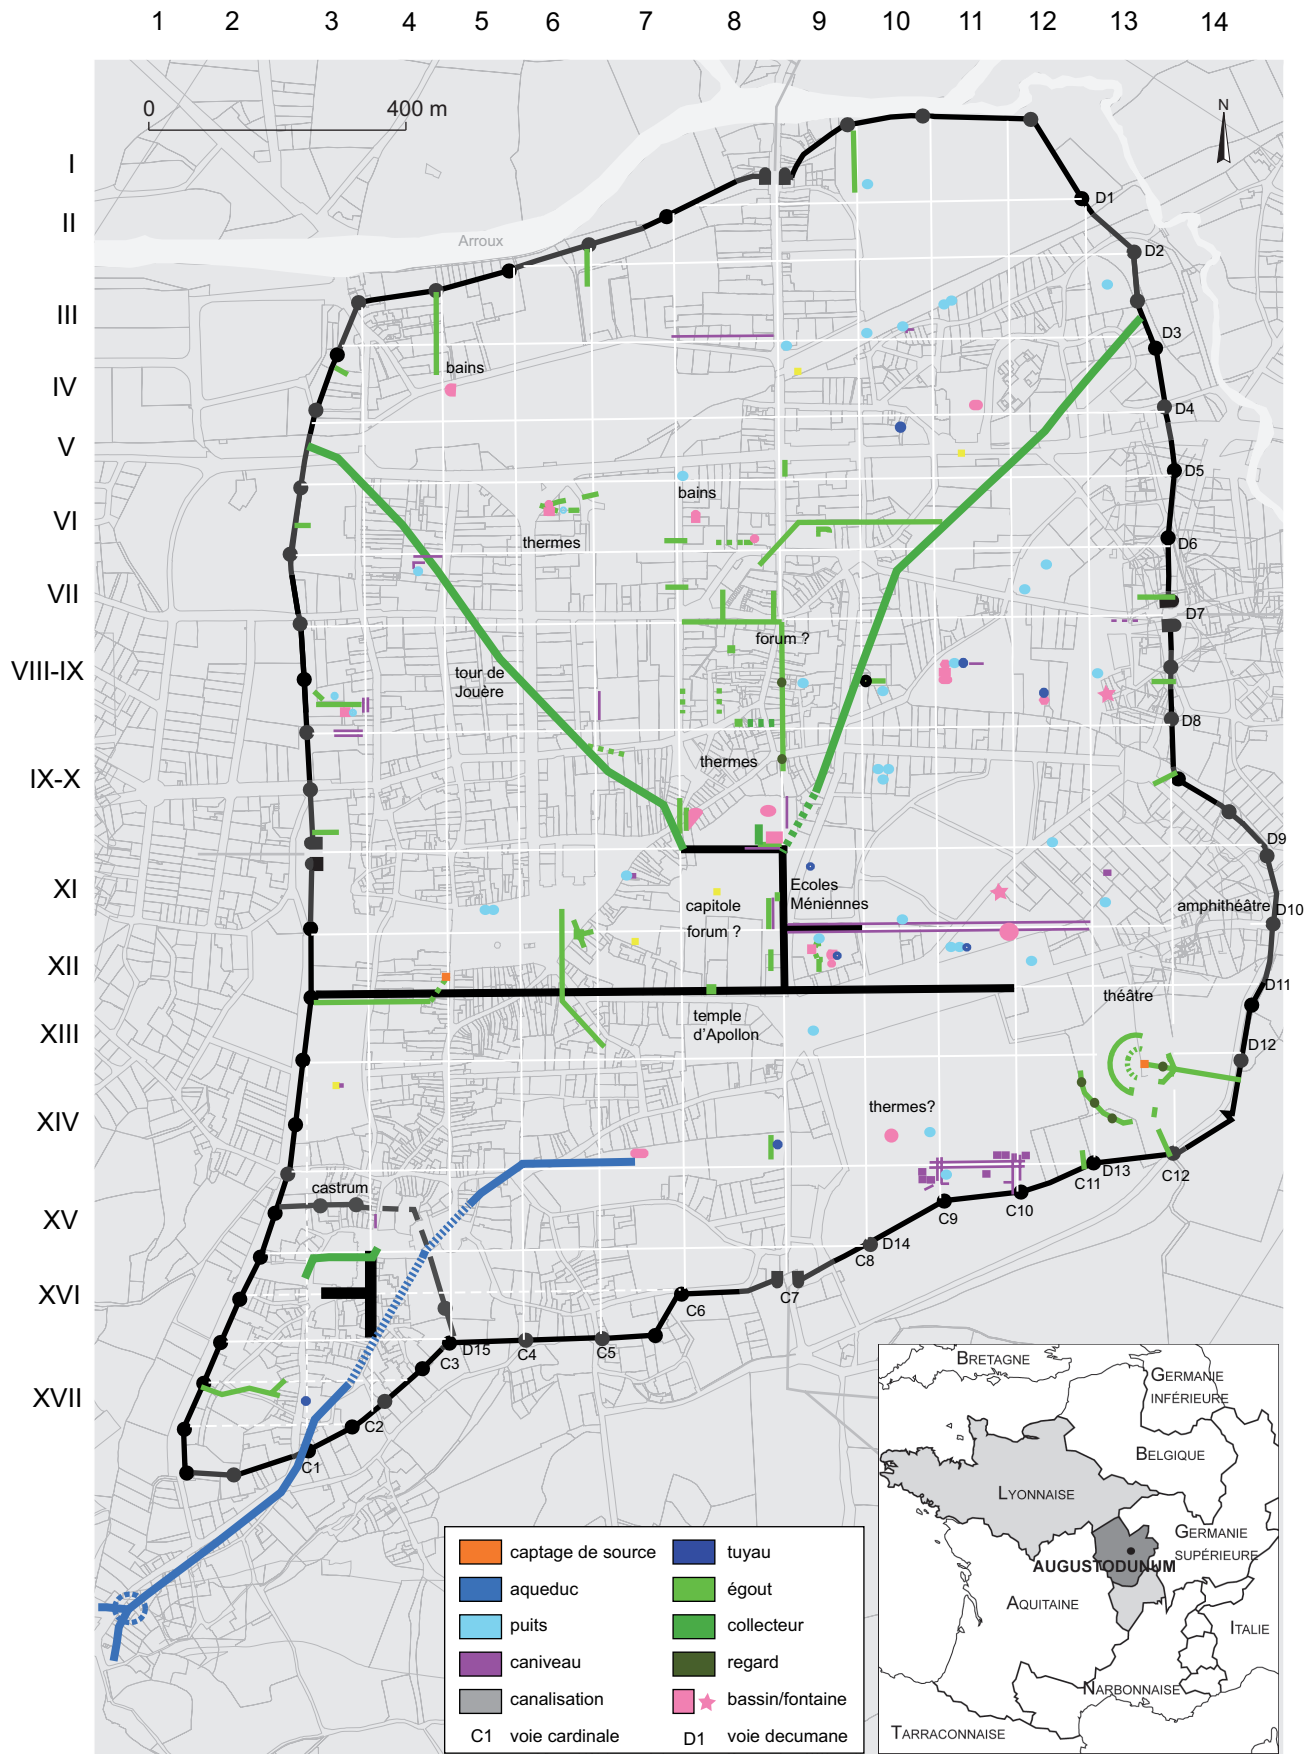 1 2 3 4 5 6 7 8 9 10 11 12 13 14
0 400 m
N
I
D1
II
Arroux
D2
III
D3
bains
IV
D4
V
D5
bains
VI
thermes
D6
VII
D7
forum ?
VIII-IX
tour de
Jouère
D8
thermes
IX-X
D9
XI
Ecoles
Méniennes
capitole
amphithéâtre
D10
forum ?
XII
théâtre
D11
temple
d'Apollon
XIII
D12
thermes?
XIV
D13
C11
C12
castrum
XV
C9
C10
D14
C8
XVI
C7
C6
D15
C3
C4
C5
XVII
C2
C1
captage de source
aqueduc
puits
caniveau
canalisation
C1 voie cardinale
tuyau
égout
collecteur
regard
bassin/fontaine
D1 voie decumane
BRETAGNE
GERMANIE
INFÉRIEURE
BELGIQUE
LYONNAISE
GERMANIE
SUPÉRIEURE
AUGUSTODUNUM
AQUITAINE
ITALIE
NARBONNAISE
TARRACONNAISE